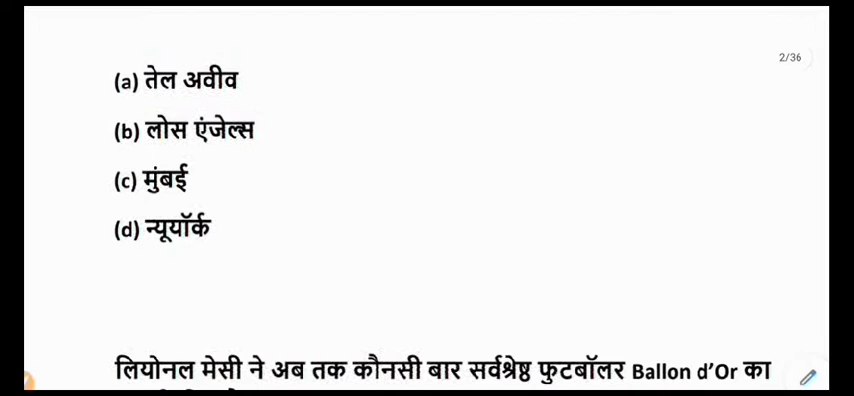 2/36
(a) तेल अवीव
(b) लोस एंजेल्स
(c) मुंबई
(d) न्यूयॉर्क
लियोनल मेसी ने अब तक कौनसी बार सर्वश्रेष्ठ फुटबॉलर Ballon d’Or का